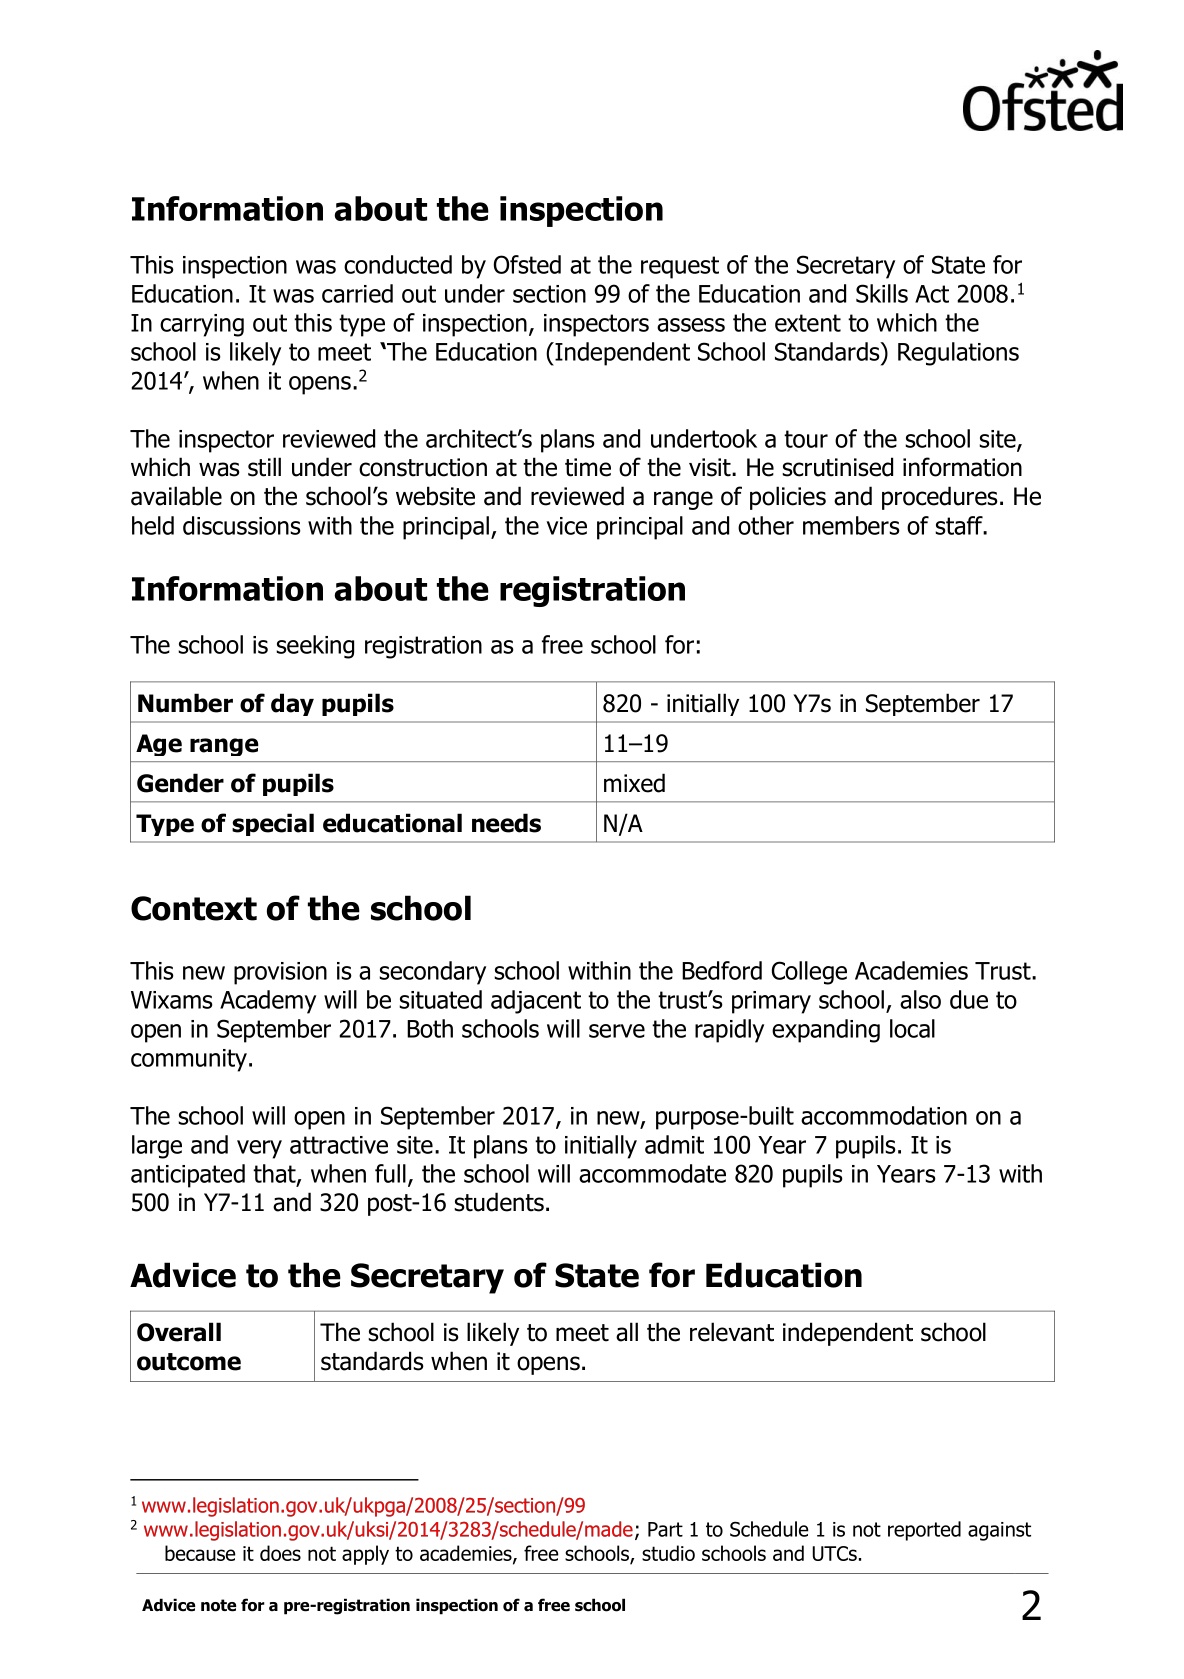 Ofsted
Information about the inspection
This inspection was conducted by Ofsted at the request of the Secretary of State for
Education. It was carried out under section 99 of the Education and Skills Act 2008.1
In carrying out this type of inspection, inspectors assess the extent to which the
school is likely to meet ‘The Education (Independent School Standards) Regulations
2014’, when it opens.2
The inspector reviewed the architect’s plans and undertook a tour of the school site,
which was still under construction at the time of the visit. He scrutinised information
available on the school’s website and reviewed a range of policies and procedures. He
held discussions with the principal, the vice principal and other members of staff.
Information about the registration
The school is seeking registration as a free school for:
Number of day pupils 820 - initially 100 Y7s in September 17
Age range 11–19
Gender of pupils mixed
Type of special educational needs N/A
Context of the school
This new provision is a secondary school within the Bedford College Academies Trust.
Wixams Academy will be situated adjacent to the trust’s primary school, also due to
open in September 2017. Both schools will serve the rapidly expanding local
community.
The school will open in September 2017, in new, purpose-built accommodation on a
large and very attractive site. It plans to initially admit 100 Year 7 pupils. It is
anticipated that, when full, the school will accommodate 820 pupils in Years 7-13 with
500 in Y7-11 and 320 post-16 students.
Advice to the Secretary of State for Education
Overall The school is likely to meet all the relevant independent school
outcome standards when it opens.
1 www.legislation.gov.uk/ukpga/2008/25/section/99
2 www.legislation.gov.uk/uksi/2014/3283/schedule/made; Part 1 to Schedule 1 is not reported against
because it does not apply to academies, free schools, studio schools and UTCs.
Advice note for a pre-registration inspection of a free school 2